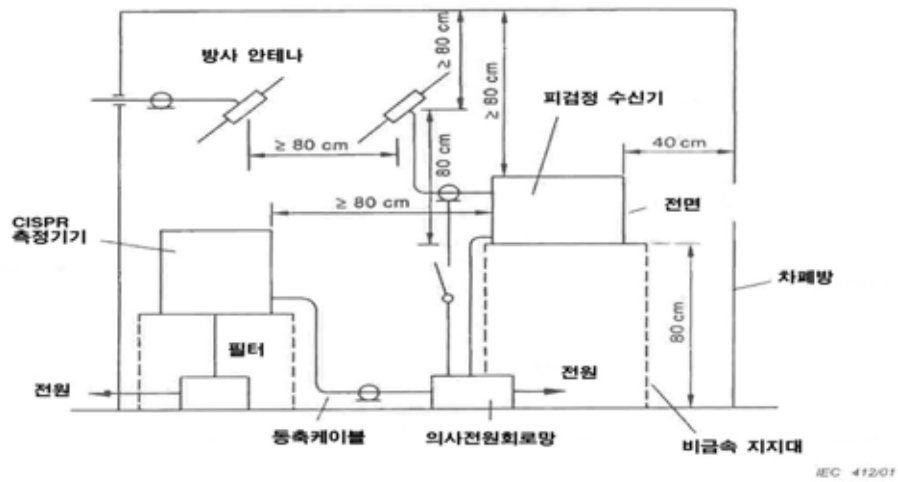 방사 안테나
≥ 80 cm
≥ 80 cm
피검정 수신기
≥ 80 cm
80 cm
40 cm
CISPR
측정기기
≥ 80 cm
전면
차폐방
필터
80 cm
전원
전원
동축케이블
의사전원회로망
비금속 지지대
IEC 412/01